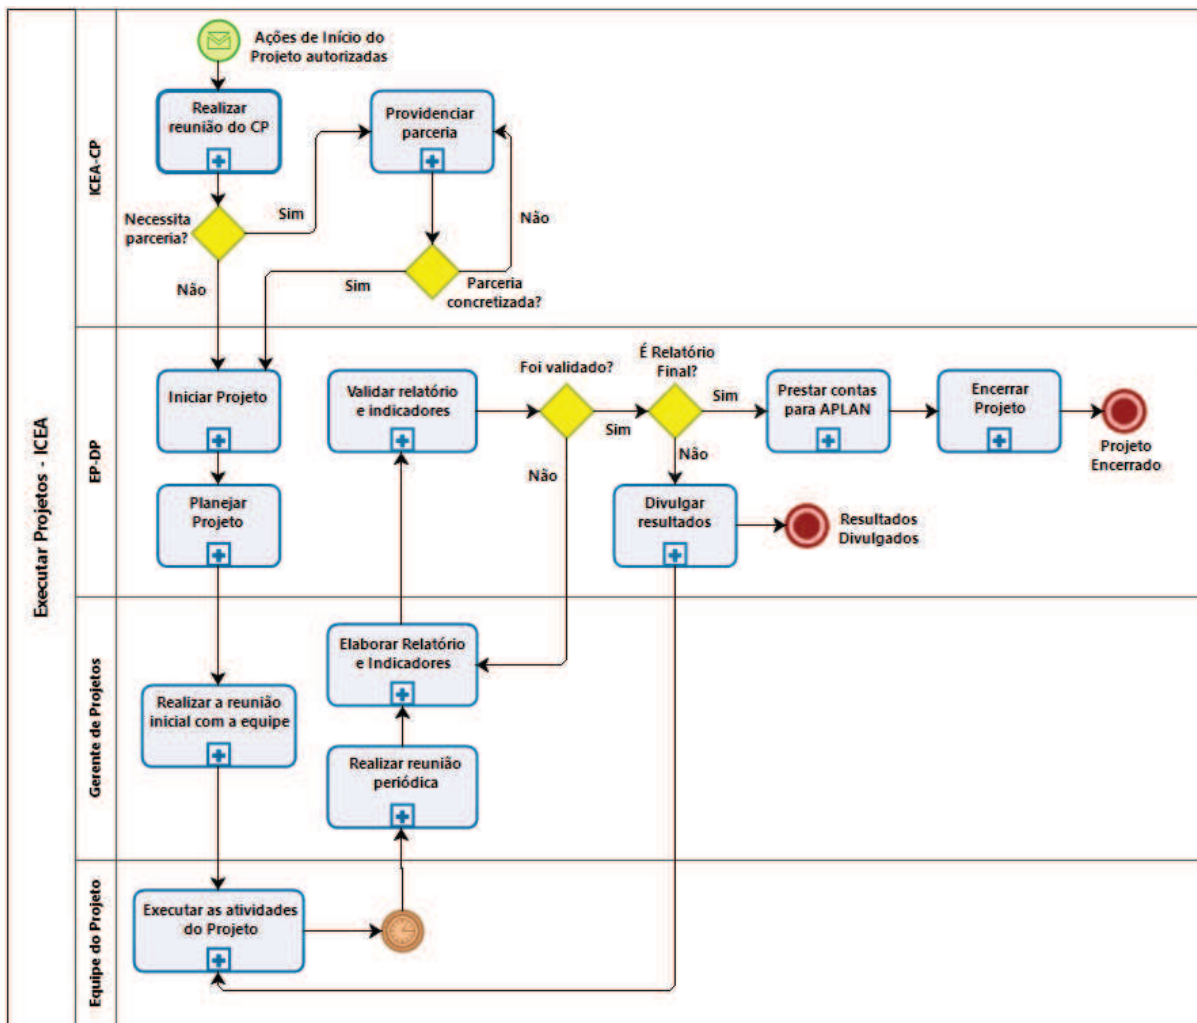 Executar Projetos - ICEA
ICEA-CP
Ações de Início do
Projeto autorizadas
Realizar
reunião do CP
Providenciar
parceria
Necessita
parceria?
Sim
Não
Não
Sim
Parceria
concretizada?
EP-DP
Iniciar Projeto
Validar relatório
e indicadores
Foi validado?
É Relatório
Final?
Sim
Sim
Não
Não
Prestar contas
para APLAN
Encerrar
Projeto
Projeto
Encerrado
Planejar
Projeto
Divulgar
resultados
Resultados
Divulgados
Gerente de Projetos
Elaborar Relatório
e Indicadores
Realizar a reunião
inicial com a equipe
Realizar reunião
periódica
Equipe do Projeto
Executar as atividades
do Projeto